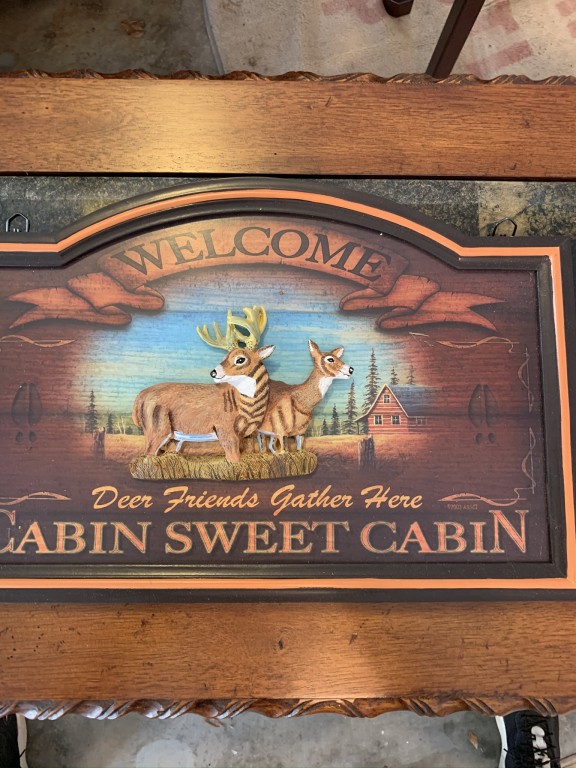 WELCOME
Deer Friends Gather Here
CABIN SWEET CABIN